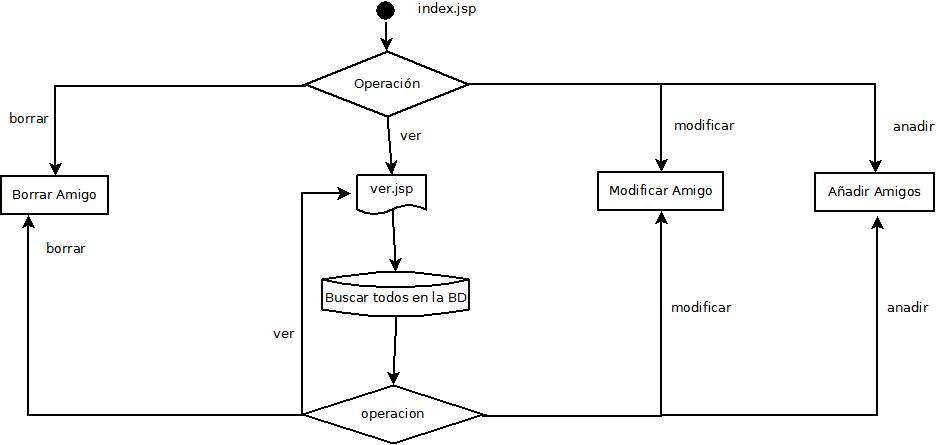 index.jsp
Operación
borrar
ver
modificar
anadir
Borrar Amigo
ver.jsp
Modificar Amigo
Añadir Amigos
borrar
Buscar todos en la BD
ver
modificar
anadir
operacion